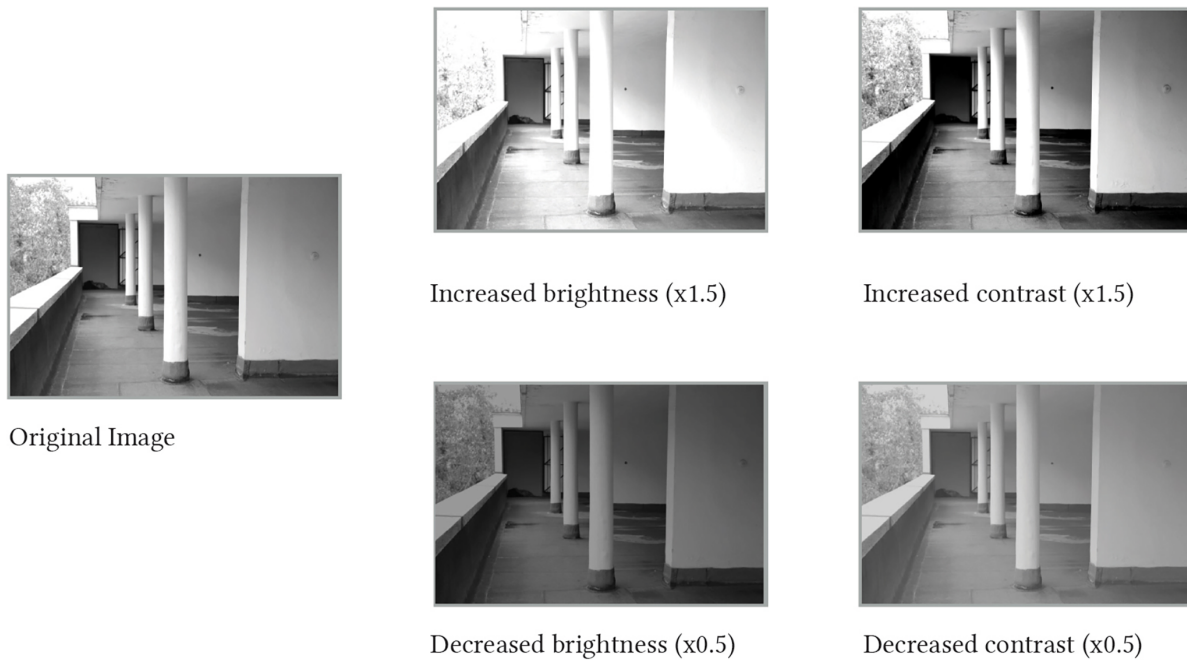 Increased brightness (x1.5)
Increased contrast (x1.5)
Original Image
Decreased brightness (x0.5)
Decreased contrast (x0.5)